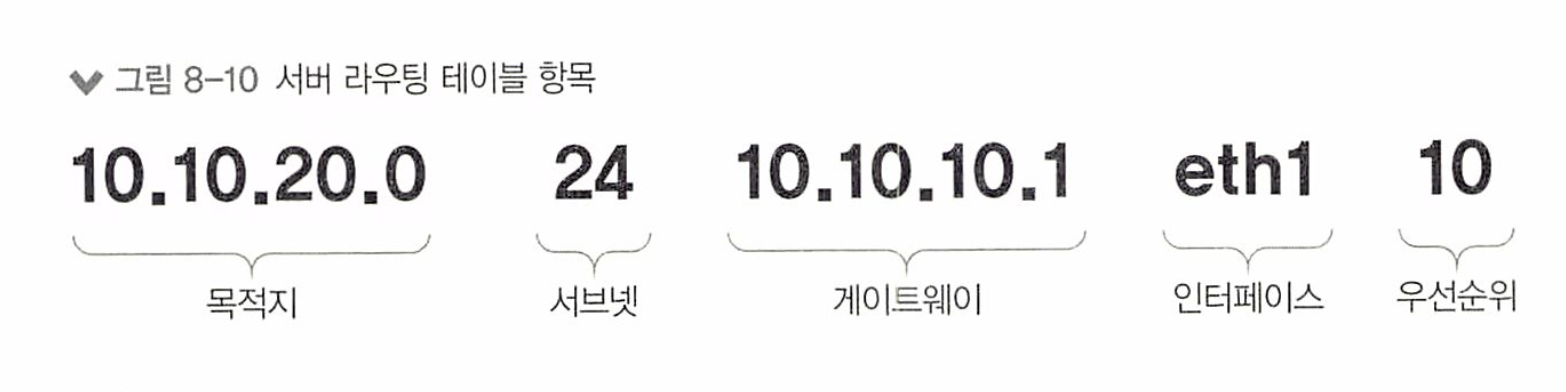 그림 8-10 서버 라우팅 테이블 항목
10.10.20.0 24 10.10.10.1 eth1 10
목적지 서브넷 게이트웨이 인터페이스 우선순위